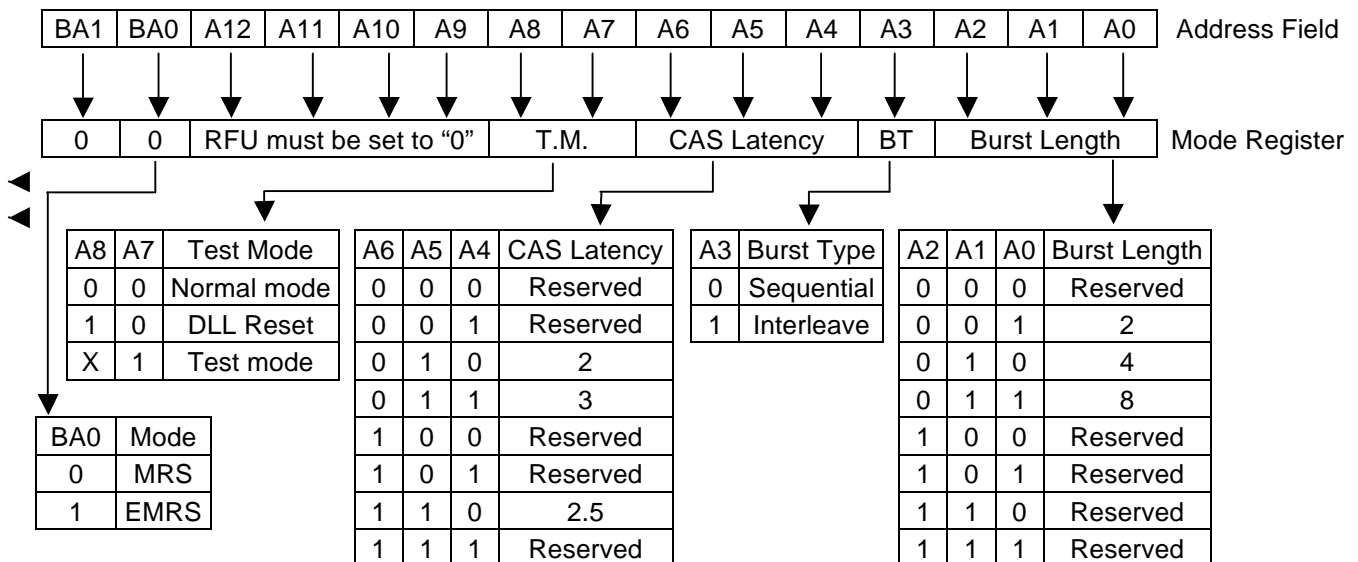 BA1 BA0 A12 A11 A10 A9 A8 A7 A6 A5 A4 A3 A2 A1 A0 Address Field
0 0 RFU must be set to “0” T.M. CAS Latency BT Burst Length Mode Register
A8 A7 Test Mode
0 0 Normal mode
1 0 DLL Reset
X 1 Test mode
BA0 Mode
0 MRS
1 EMRS
A6 A5 A4 CAS Latency
0 0 0 Reserved
0 0 1 Reserved
0 1 0 2
0 1 1 3
1 0 0 Reserved
1 0 1 Reserved
1 1 0 2.5
1 1 1 Reserved
A3 Burst Type
0 Sequential
1 Interleave
A2 A1 A0 Burst Length
0 0 0 Reserved
0 0 1 2
0 1 0 4
0 1 1 8
1 0 0 Reserved
1 0 1 Reserved
1 1 0 Reserved
1 1 1 Reserved